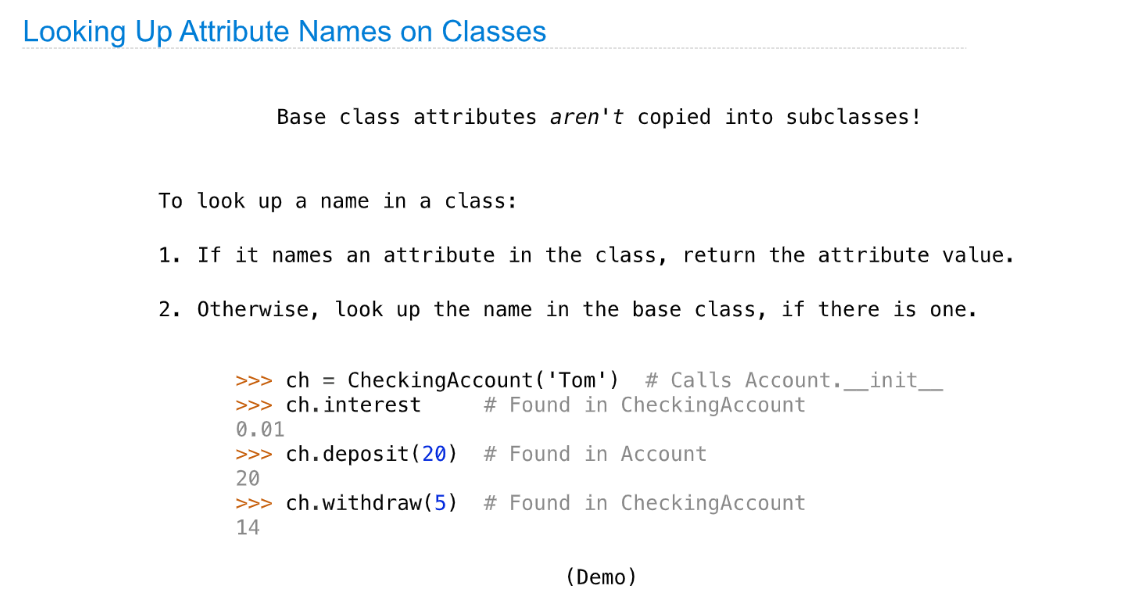 Looking Up Attribute Names on Classes
Base class attributes aren't copied into subclasses!
To look up a name in a class:
1. If it names an attribute in the class, return the attribute value.
2. Otherwise, look up the name in the base class, if there is one.
>>> ch = CheckingAccount('Tom')  # Calls Account.__init__
>>> ch.interest     # Found in CheckingAccount
0.01
>>> ch.deposit(20)  # Found in Account
20
>>> ch.withdraw(5)  # Found in CheckingAccount
14
(Demo)